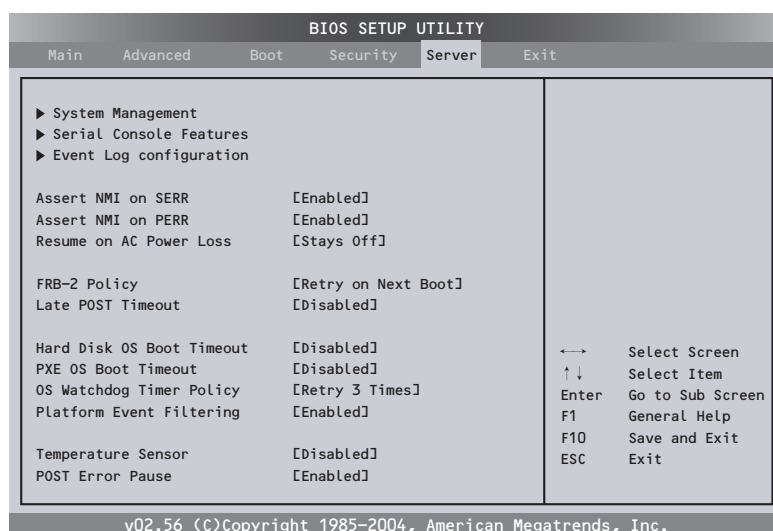 BIOS SETUP UTILITY
Main Advanced Boot Security Server Exit
▶ System Management
▶ Serial Console Features
▶ Event Log configuration
Assert NMI on SERR [Enabled]
Assert NMI on PERR [Enabled]
Resume on AC Power Loss [Stays Off]
FRB-2 Policy [Retry on Next Boot]
Late POST Timeout [Disabled]
Hard Disk OS Boot Timeout [Disabled]
PXE OS Boot Timeout [Disabled]
OS Watchdog Timer Policy [Retry 3 Times]
Platform Event Filtering [Enabled]
Temperature Sensor [Disabled]
POST Error Pause [Enabled]
←→ Select Screen
↑↓ Select Item
Enter Go to Sub Screen
F1 General Help
F10 Save and Exit
ESC Exit
v02.56 (C)Copyright 1985-2004, American Megatrends, Inc.